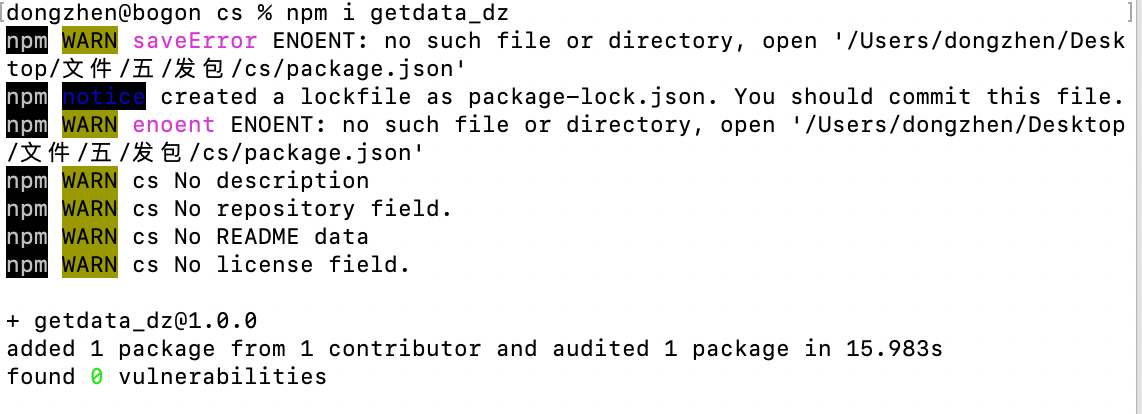 [dongzhen@bogon cs % npm i getdata_dz ]
npm WARN saveError ENOENT: no such file or directory, open '/Users/dongzhen/Desk
top/文件/五/发包/cs/package.json'
npm notice created a lockfile as package-lock.json. You should commit this file.
npm WARN enoent ENOENT: no such file or directory, open '/Users/dongzhen/Desktop
/文件/五/发包/cs/package.json'
npm WARN cs No description
npm WARN cs No repository field.
npm WARN cs No README data
npm WARN cs No license field.
+ getdata_dz@1.0.0
added 1 package from 1 contributor and audited 1 package in 15.983s
found 0 vulnerabilities